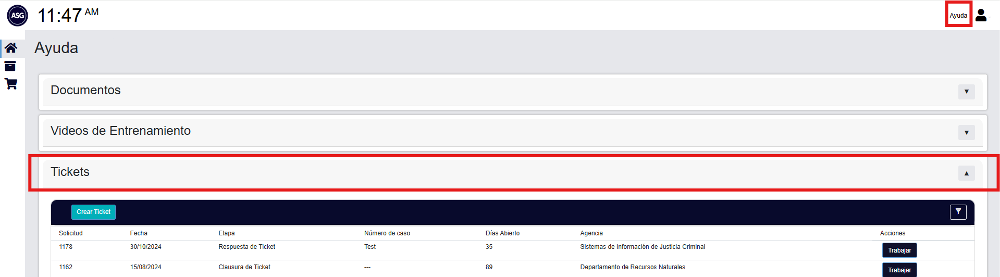 ASG 11:47 AM Ayuda
Ayuda
Documentos
Videos de Entrenamiento
Tickets
Crear Ticket
Solicitud Fecha Etapa Número de caso Días Abierto Agencia Acciones
1178 30/10/2024 Respuesta de Ticket Test 35 Sistemas de Información de Justicia Criminal Trabajar
1162 15/08/2024 Clausura de Ticket --- 89 Departamento de Recursos Naturales Trabajar